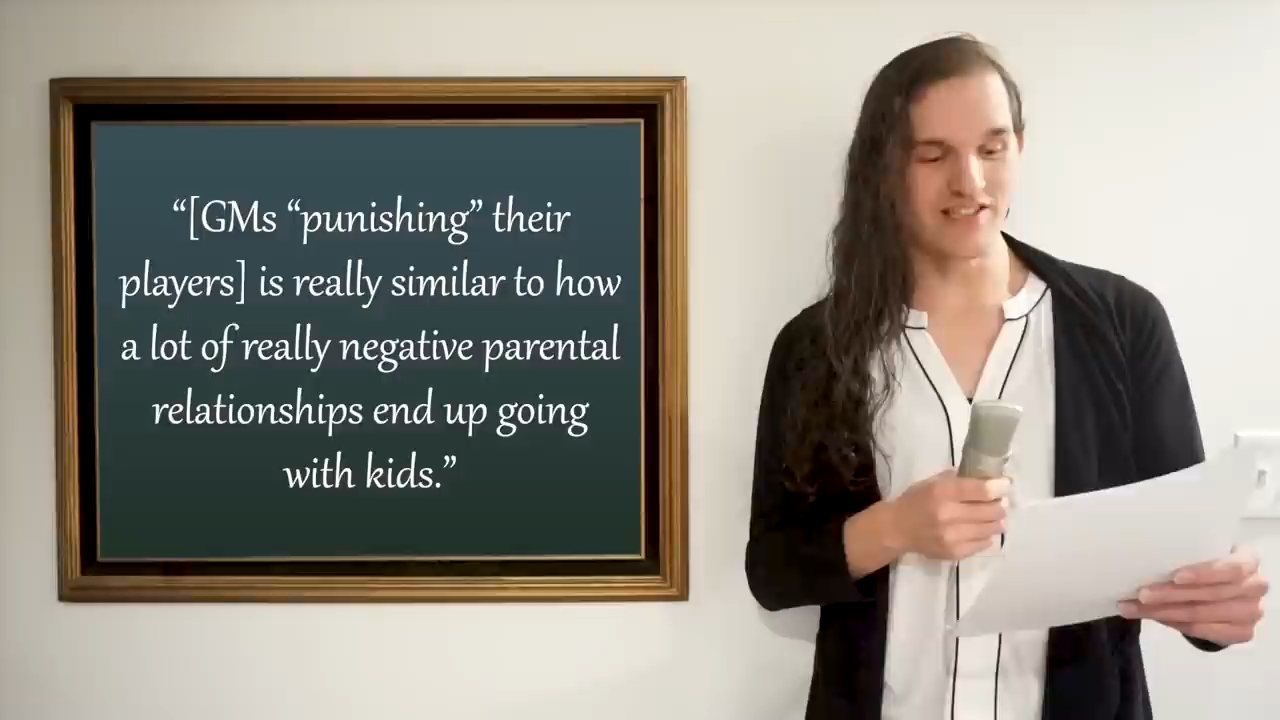 “[GMs “punishing” their
players] is really similar to how
a lot of really negative parental
relationships end up going
with kids.”